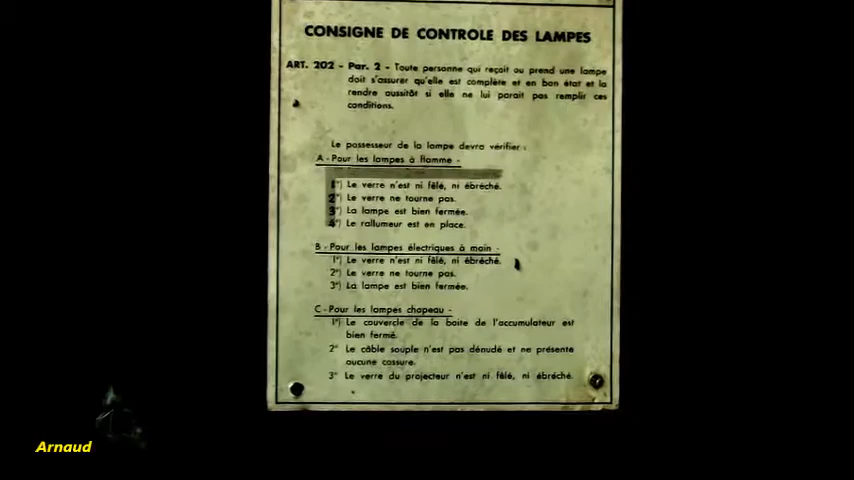 CONSIGNE DE CONTROLE DES LAMPES
ART. 202 - Par. 2 - Toute personne qui reçoit ou prend une lampe
doit s'assurer qu'elle est complète et en bon état et la
rendre aussitôt si elle ne lui parait pas remplir ces
conditions.
Le possesseur de la lampe devra vérifier :
A - Pour les lampes à flamme -
1°) Le verre n'est ni fêlé, ni ébréché.
2°) Le verre ne tourne pas.
3°) La lampe est bien fermée.
4°) Le rallumeur est en place.
B - Pour les lampes électriques à main -
1°) Le verre n'est ni fêlé, ni ébréché.
2°) Le verre ne tourne pas.
3°) La lampe est bien fermée.
C - Pour les lampes chapeau -
1°) Le couvercle de la boite de l'accumulateur est
bien fermé.
2° Le câble souple n'est pas dénudé et ne présente
aucune cassure.
3° Le verre du projecteur n'est ni fêlé, ni ébréché.
Arnaud